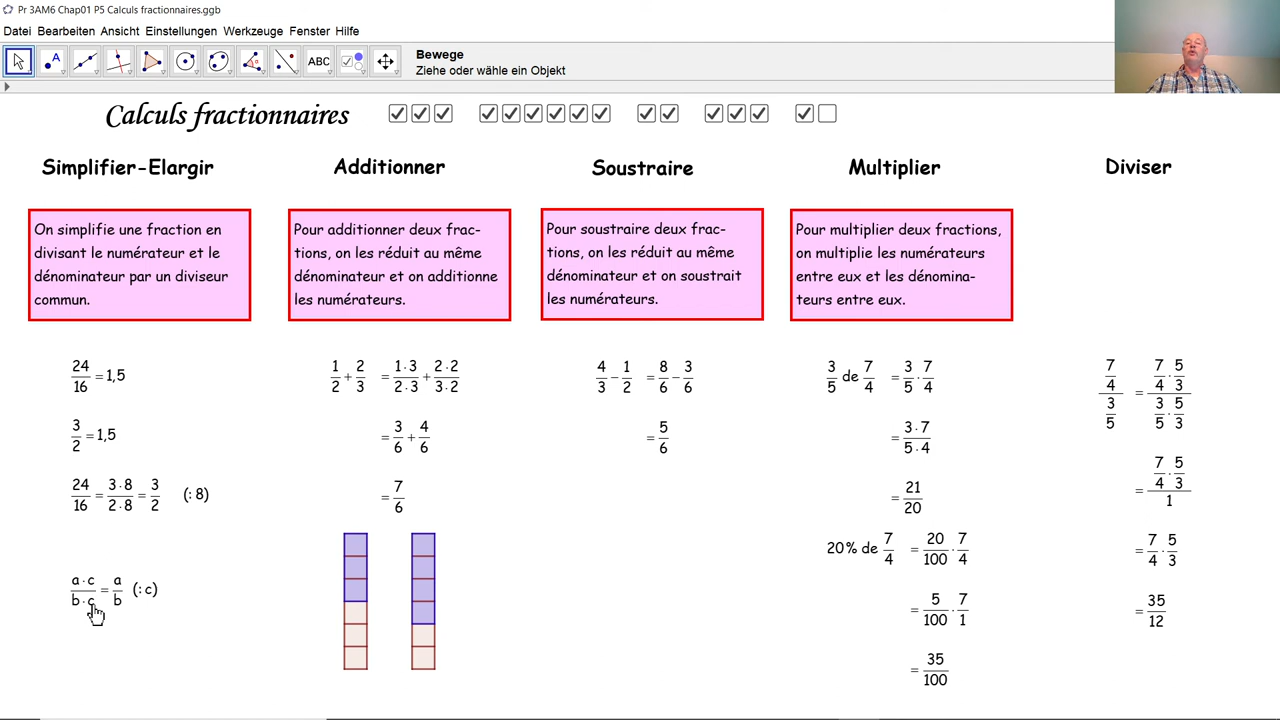 Pr 3AM6 Chap01 P5 Calculs fractionnaires.ggb
Datei Bearbeiten Ansicht Einstellungen Werkzeuge Fenster Hilfe
ABC
Bewege
Ziehe oder wähle ein Objekt
Calculs fractionnaires
Simplifier-Elargir
On simplifie une fraction en
divisant le numérateur et le
dénominateur par un diviseur
commun.
24/16 = 1,5
3/2 = 1,5
24/16 = 3·8/2·8 = 3/2 (: 8)
a·c/b·c = a/b (: c)
Additionner
Pour additionner deux frac-
tions, on les réduit au même
dénominateur et on additionne
les numérateurs.
1/2 + 2/3 = 1·3/2·3 + 2·2/3·2
= 3/6 + 4/6
= 7/6
Soustraire
Pour soustraire deux frac-
tions, on les réduit au même
dénominateur et on soustrait
les numérateurs.
4/3 − 1/2 = 8/6 − 3/6
= 5/6
Multiplier
Pour multiplier deux fractions,
on multiplie les numérateurs
entre eux et les dénomina-
teurs entre eux.
3/5 de 7/4 = 3/5 · 7/4
= 3·7/5·4
= 21/20
20% de 7/4 = 20/100 · 7/4
= 5/100 · 7/1
= 35/100
Diviser
(7/4)/(3/5) = (7/4 · 5/3)/(3/5 · 5/3)
= (7/4 · 5/3)/1
= 7/4 · 5/3
= 35/12